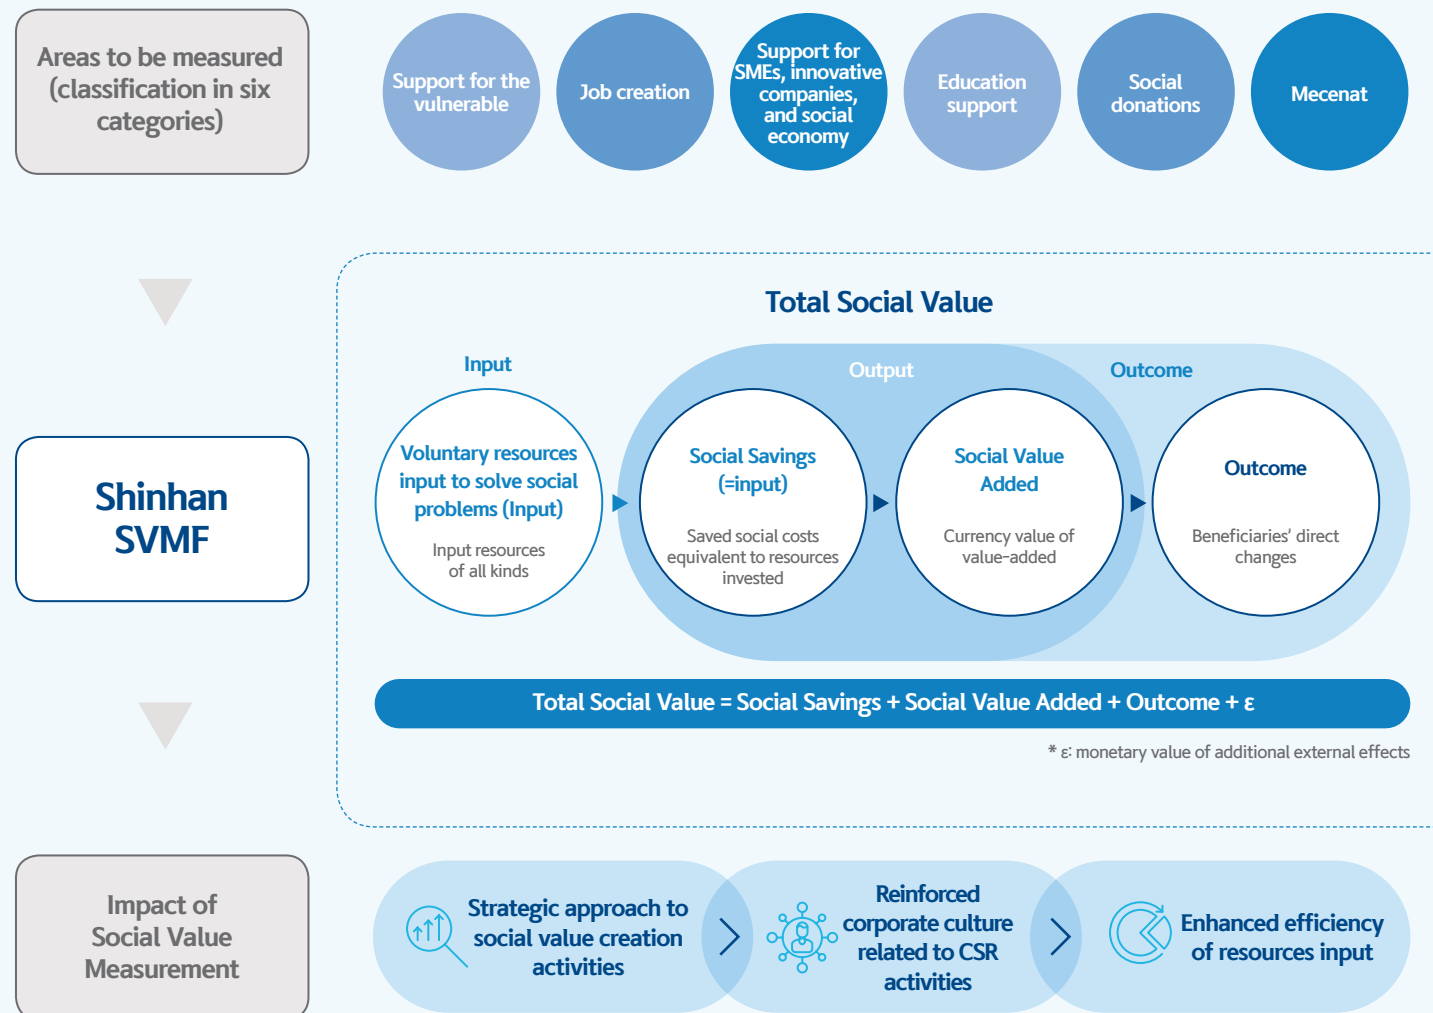 Areas to be measured
(classification in six
categories)
Support for the
vulnerable
Job creation
Support for
SMEs, innovative
companies,
and social
economy
Education
support
Social
donations
Mecenat
Total Social Value
Input
Output
Outcome
Shinhan
SVMF
Voluntary resources
input to solve social
problems (Input)
Input resources
of all kinds
Social Savings
(=input)
Saved social costs
equivalent to resources
invested
Social Value
Added
Currency value of
value-added
Outcome
Beneficiaries' direct
changes
Total Social Value = Social Savings + Social Value Added + Outcome + ε
* ε: monetary value of additional external effects
Impact of
Social Value
Measurement
Strategic approach to
social value creation
activities
Reinforced
corporate culture
related to CSR
activities
Enhanced efficiency
of resources input